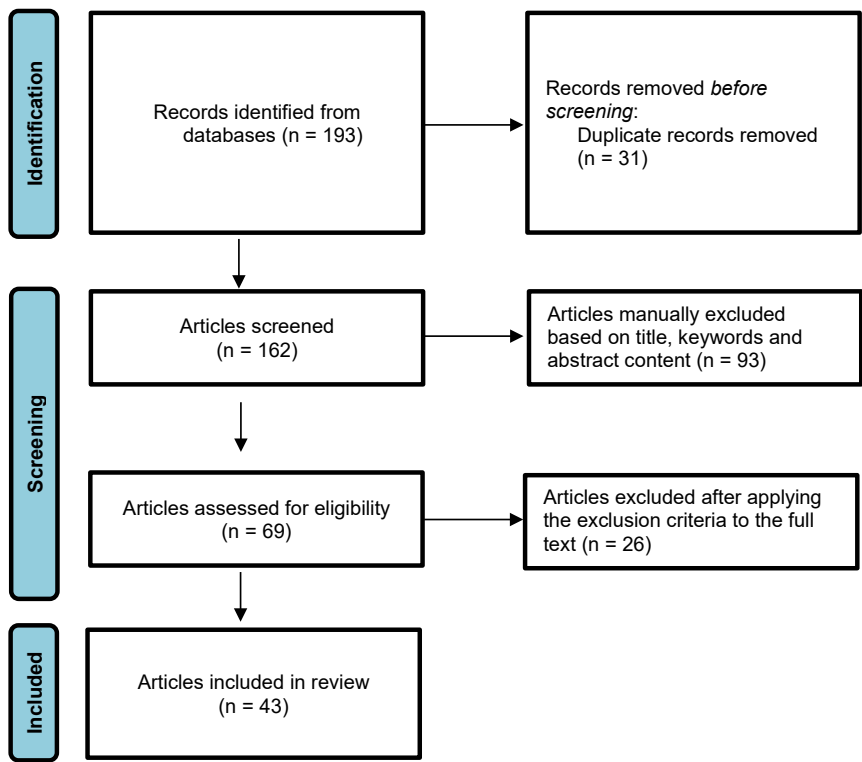 Identification
Records identified from
databases (n = 193)
Records removed before
screening:
Duplicate records removed
(n = 31)
Screening
Articles screened
(n = 162)
Articles manually excluded
based on title, keywords and
abstract content (n = 93)
Articles assessed for eligibility
(n = 69)
Articles excluded after applying
the exclusion criteria to the full
text (n = 26)
Included
Articles included in review
(n = 43)